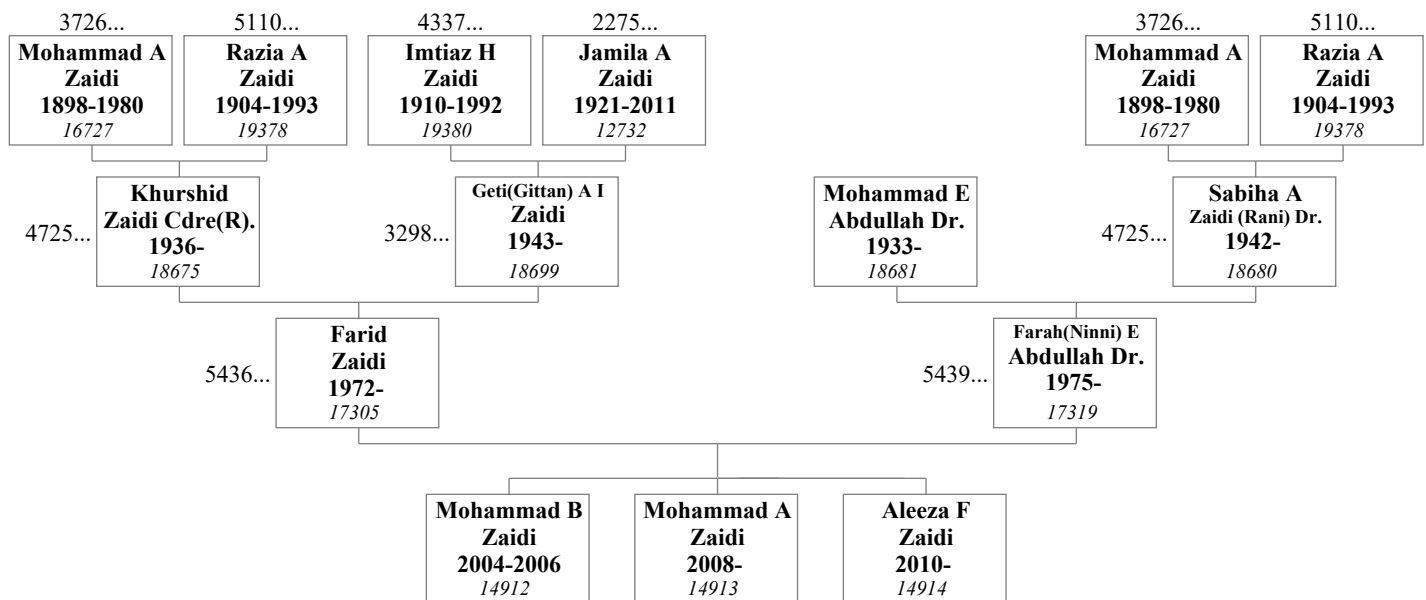 3726...
5110...
4337...
2275...
3726...
5110...
Mohammad A
Zaidi
1898-1980
16727
Razia A
Zaidi
1904-1993
19378
Imtiaz H
Zaidi
1910-1992
19380
Jamila A
Zaidi
1921-2011
12732
Mohammad A
Zaidi
1898-1980
16727
Razia A
Zaidi
1904-1993
19378
4725...
Khurshid
Zaidi Cdre(R).
1936-
18675
3298...
Geti(Gittan) A I
Zaidi
1943-
18699
Mohammad E
Abdullah Dr.
1933-
18681
4725...
Sabiha A
Zaidi (Rani) Dr.
1942-
18680
5436...
Farid
Zaidi
1972-
17305
5439...
Farah(Ninni) E
Abdullah Dr.
1975-
17319
Mohammad B
Zaidi
2004-2006
14912
Mohammad A
Zaidi
2008-
14913
Aleeza F
Zaidi
2010-
14914